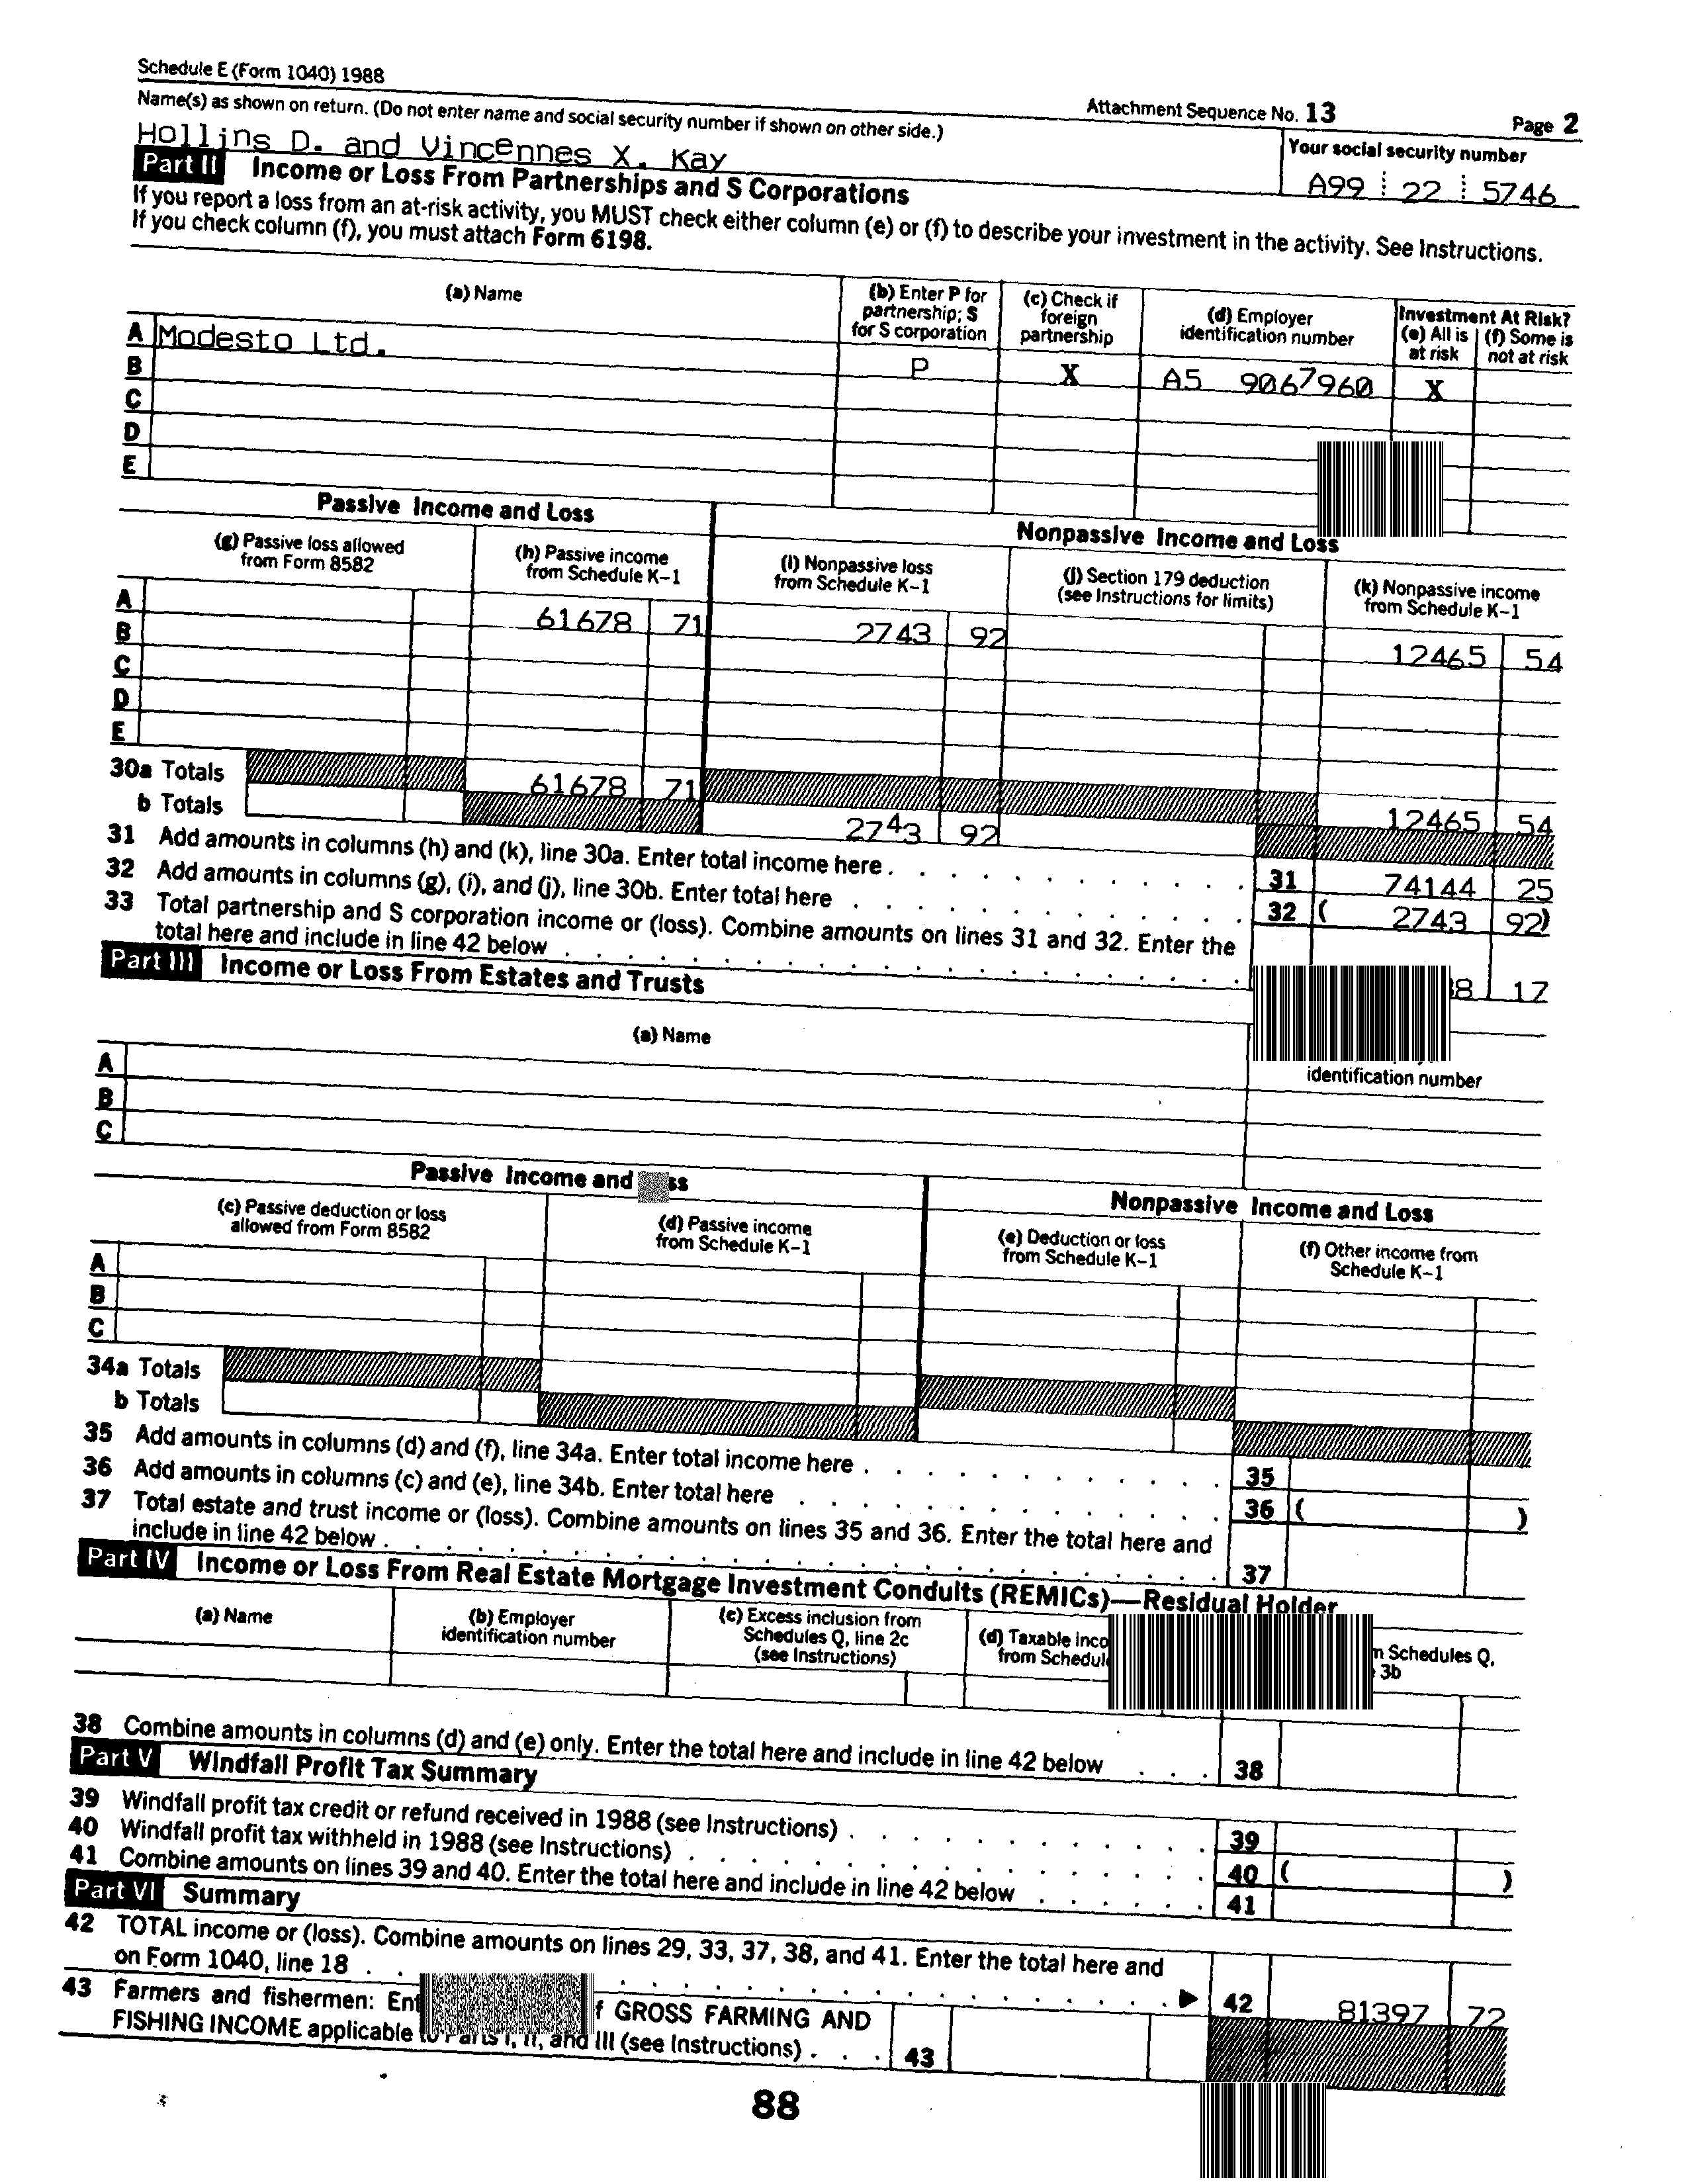 Schedule E (Form 1040) 1988
Attachment Sequence No. 13
Page 2
Name(s) as shown on return. (Do not enter name and social security number if shown on other side.)
Your social security number
Hollins D. and Vincennes X. Kay
A99 22 5746
Part II Income or Loss From Partnerships and S Corporations
If you report a loss from an at-risk activity, you MUST check either column (e) or (f) to describe your investment in the activity. See Instructions.
If you check column (f), you must attach Form 6198.
(a) Name
(b) Enter P for partnership; S for S corporation
(c) Check if foreign partnership
(d) Employer identification number
Investment At Risk?
(e) All is at risk
(f) Some is not at risk
A Modesto Ltd. P X A5 9067960 X
B
C
D
E
Passive Income and Loss
Nonpassive Income and Loss
(g) Passive loss allowed from Form 8582
(h) Passive income from Schedule K-1
(i) Nonpassive loss from Schedule K-1
(j) Section 179 deduction (see Instructions for limits)
(k) Nonpassive income from Schedule K-1
A 61678 71 2743 92 12465 54
B
C
D
E
30a Totals 61678 71 12465 54
b Totals 2743 92
31 Add amounts in columns (h) and (k), line 30a. Enter total income here 31 74144 25
32 Add amounts in columns (g), (i), and (j), line 30b. Enter total here 32 ( 2743 92)
33 Total partnership and S corporation income or (loss). Combine amounts on lines 31 and 32. Enter the
total here and include in line 42 below 8 17
Part III Income or Loss From Estates and Trusts
(a) Name
identification number
A
B
C
Passive Income and ss
Nonpassive Income and Loss
(c) Passive deduction or loss allowed from Form 8582
(d) Passive income from Schedule K-1
(e) Deduction or loss from Schedule K-1
(f) Other income from Schedule K-1
A
B
C
34a Totals
b Totals
35 Add amounts in columns (d) and (f), line 34a. Enter total income here 35
36 Add amounts in columns (c) and (e), line 34b. Enter total here 36 ( )
37 Total estate and trust income or (loss). Combine amounts on lines 35 and 36. Enter the total here and
include in line 42 below 37
Part IV Income or Loss From Real Estate Mortgage Investment Conduits (REMICs)—Residual Holder
(a) Name
(b) Employer identification number
(c) Excess inclusion from Schedules Q, line 2c (see Instructions)
(d) Taxable from
Schedules Q, 3b
38 Combine amounts in columns (d) and (e) only. Enter the total here and include in line 42 below 38
Part V Windfall Profit Tax Summary
39 Windfall profit tax credit or refund received in 1988 (see Instructions) 39
40 Windfall profit tax withheld in 1988 (see Instructions) 40 ( )
41 Combine amounts on lines 39 and 40. Enter the total here and include in line 42 below 41
Part VI Summary
42 TOTAL income or (loss). Combine amounts on lines 29, 33, 37, 38, and 41. Enter the total here and
on Form 1040, line 18 ▶ 42 81397 72
43 Farmers and fishermen: GROSS FARMING AND
FISHING INCOME applicable to Parts I, II, and III (see Instructions) 43
88